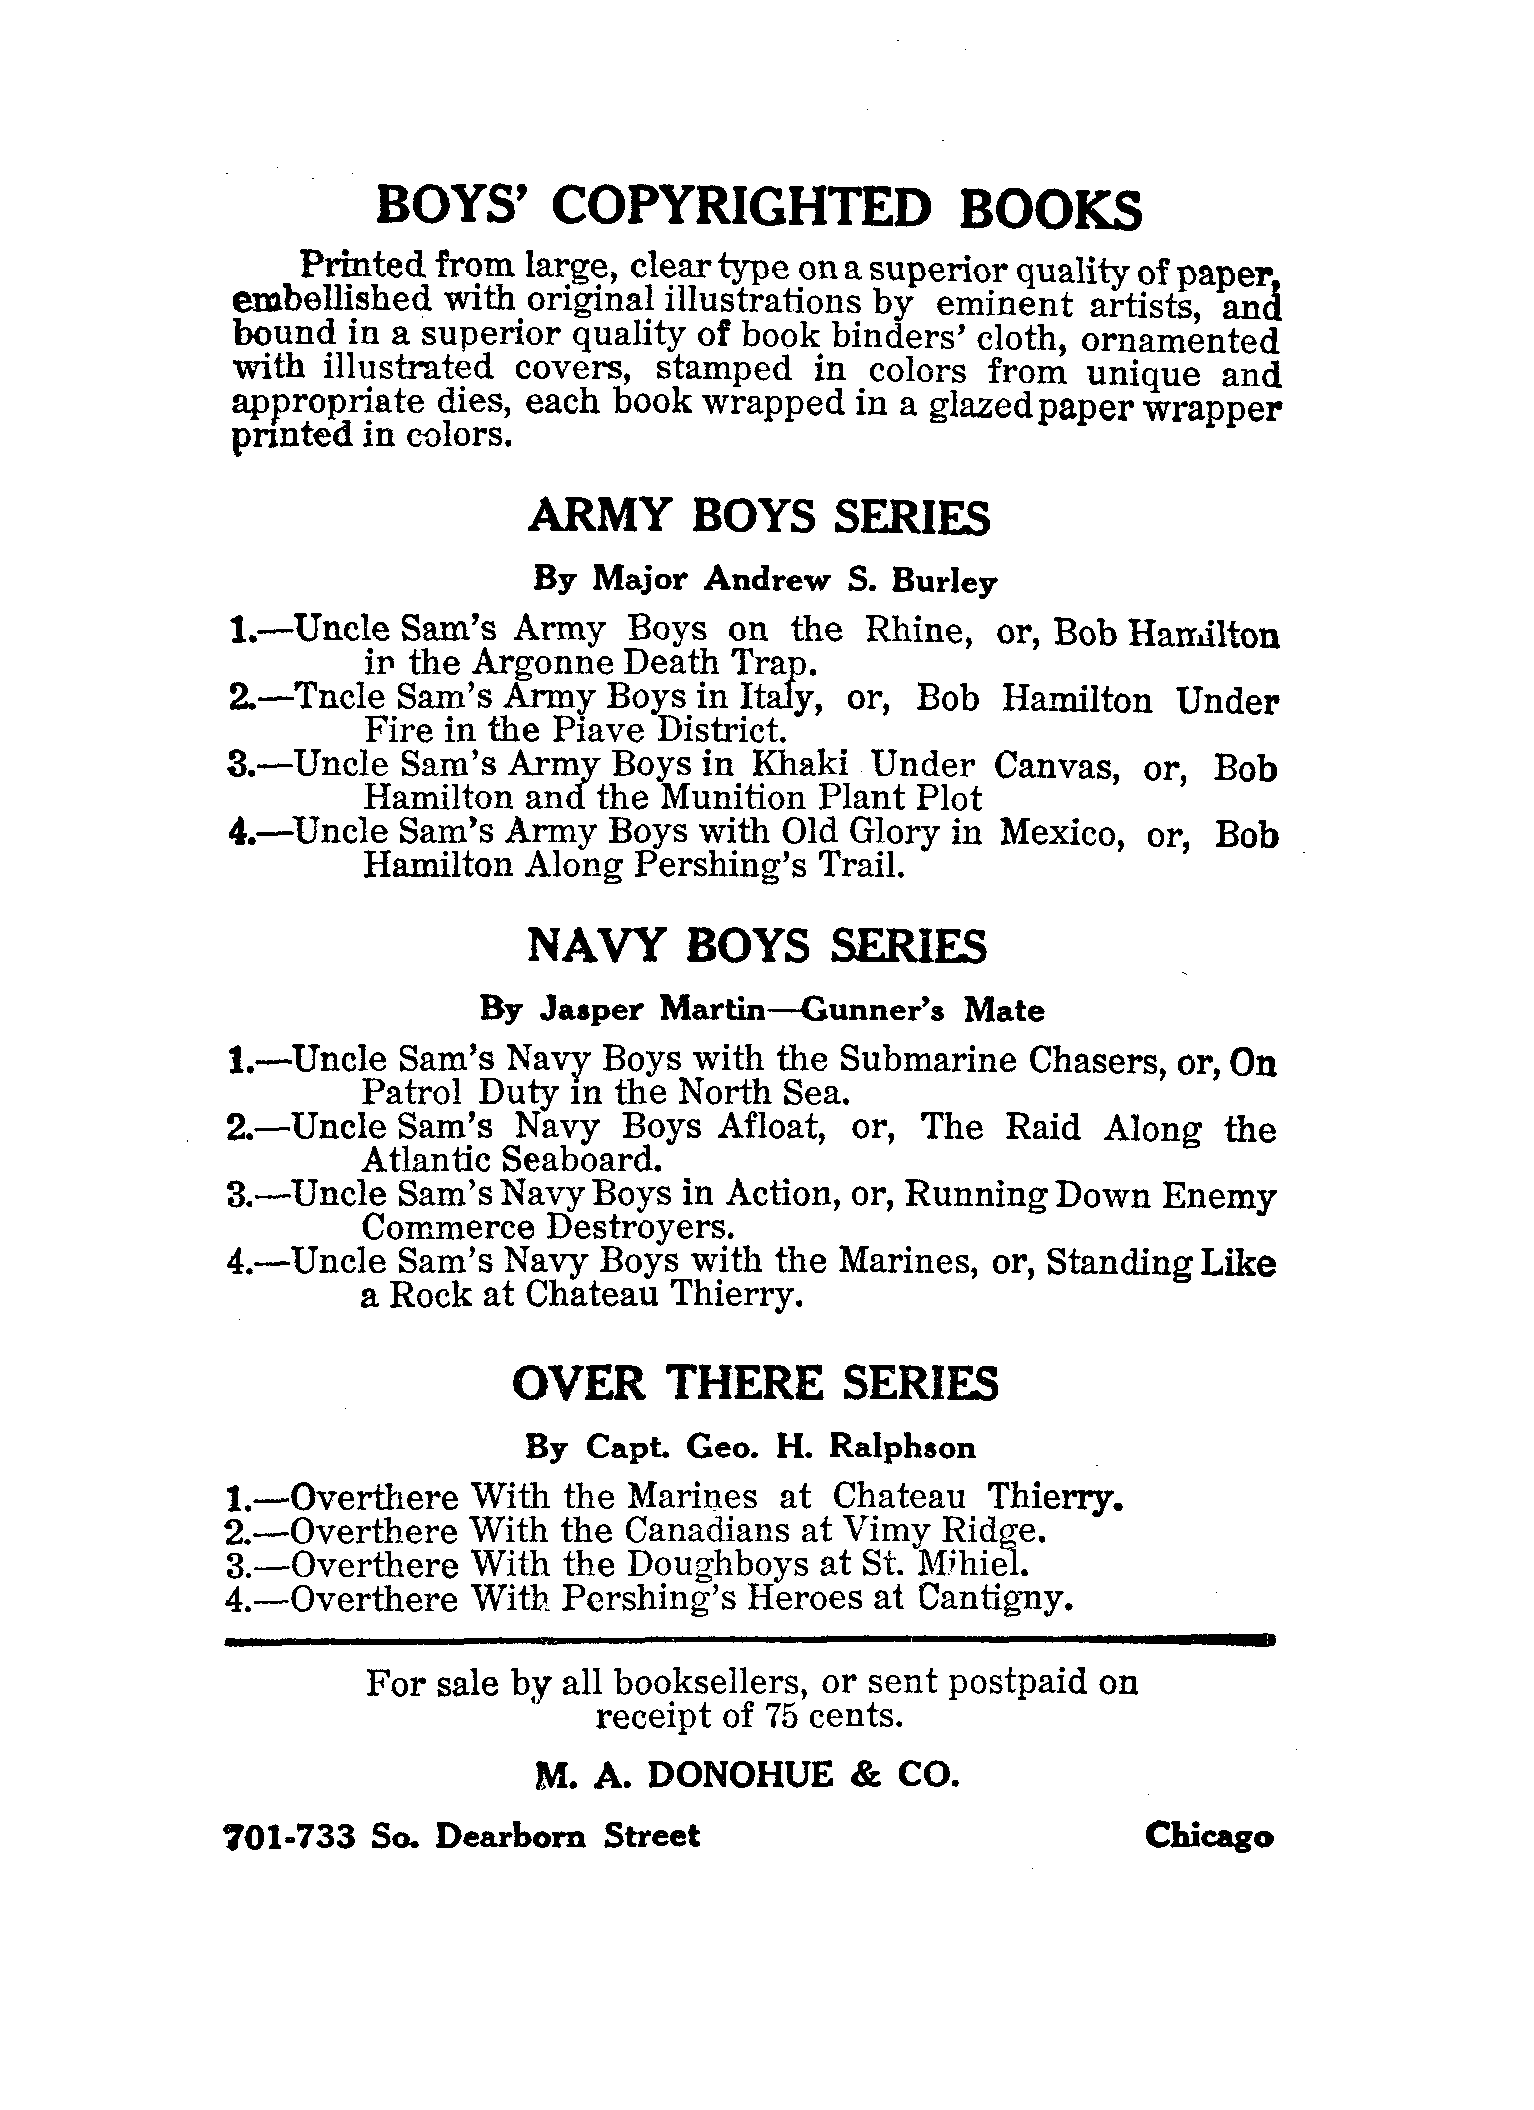 BOYS' COPYRIGHTED BOOKS
Printed from large, clear type on a superior quality of paper,
embellished with original illustrations by eminent artists, and
bound in a superior quality of book binders' cloth, ornamented
with illustrated covers, stamped in colors from unique and
appropriate dies, each book wrapped in a glazed paper wrapper
printed in colors.
ARMY BOYS SERIES
By Major Andrew S. Burley
1.—Uncle Sam's Army Boys on the Rhine, or, Bob Hamilton
in the Argonne Death Trap.
2.—Tncle Sam's Army Boys in Italy, or, Bob Hamilton Under
Fire in the Piave District.
3.—Uncle Sam's Army Boys in Khaki Under Canvas, or, Bob
Hamilton and the Munition Plant Plot
4.—Uncle Sam's Army Boys with Old Glory in Mexico, or, Bob
Hamilton Along Pershing's Trail.
NAVY BOYS SERIES
By Jasper Martin—Gunner's Mate
1.—Uncle Sam's Navy Boys with the Submarine Chasers, or, On
Patrol Duty in the North Sea.
2.—Uncle Sam's Navy Boys Afloat, or, The Raid Along the
Atlantic Seaboard.
3.—Uncle Sam's Navy Boys in Action, or, Running Down Enemy
Commerce Destroyers.
4.—Uncle Sam's Navy Boys with the Marines, or, Standing Like
a Rock at Chateau Thierry.
OVER THERE SERIES
By Capt. Geo. H. Ralphson
1.—Overthere With the Marines at Chateau Thierry.
2.—Overthere With the Canadians at Vimy Ridge.
3.—Overthere With the Doughboys at St. Mihiel.
4.—Overthere With Pershing's Heroes at Cantigny.
For sale by all booksellers, or sent postpaid on
receipt of 75 cents.
M. A. DONOHUE & CO.
701-733 So. Dearborn Street Chicago